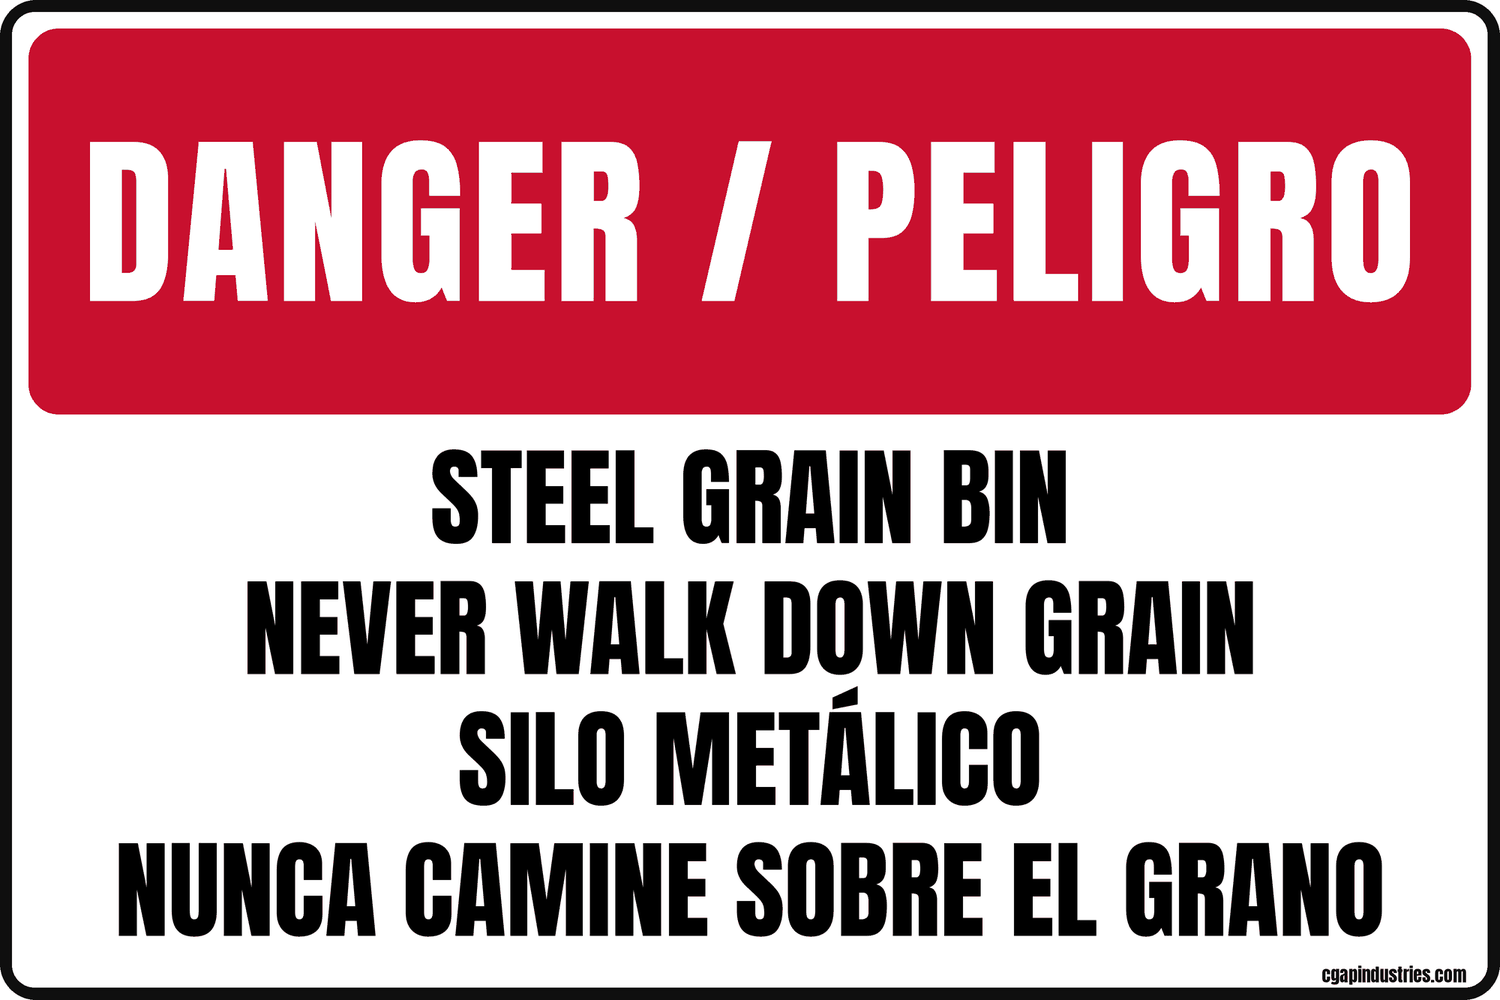 DANGER / PELIGRO
STEEL GRAIN BIN
NEVER WALK DOWN GRAIN
SILO METÁLICO
NUNCA CAMINE SOBRE EL GRANO
cgapindustries.com